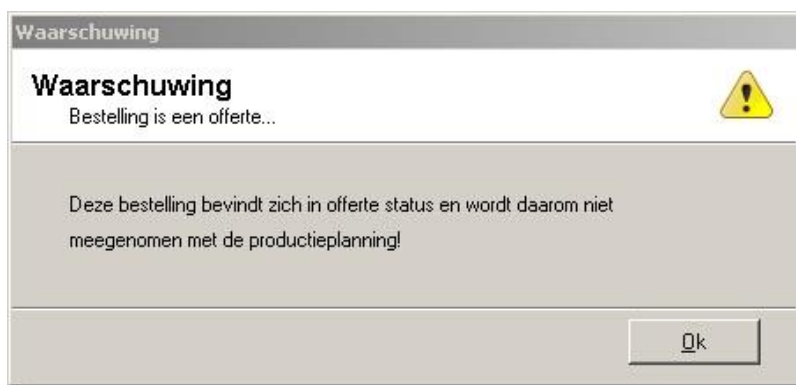 Waarschuwing
Waarschuwing
Bestelling is een offerte...
Deze bestelling bevindt zich in offerte status en wordt daarom niet
meegenomen met de productieplanning!
Ok